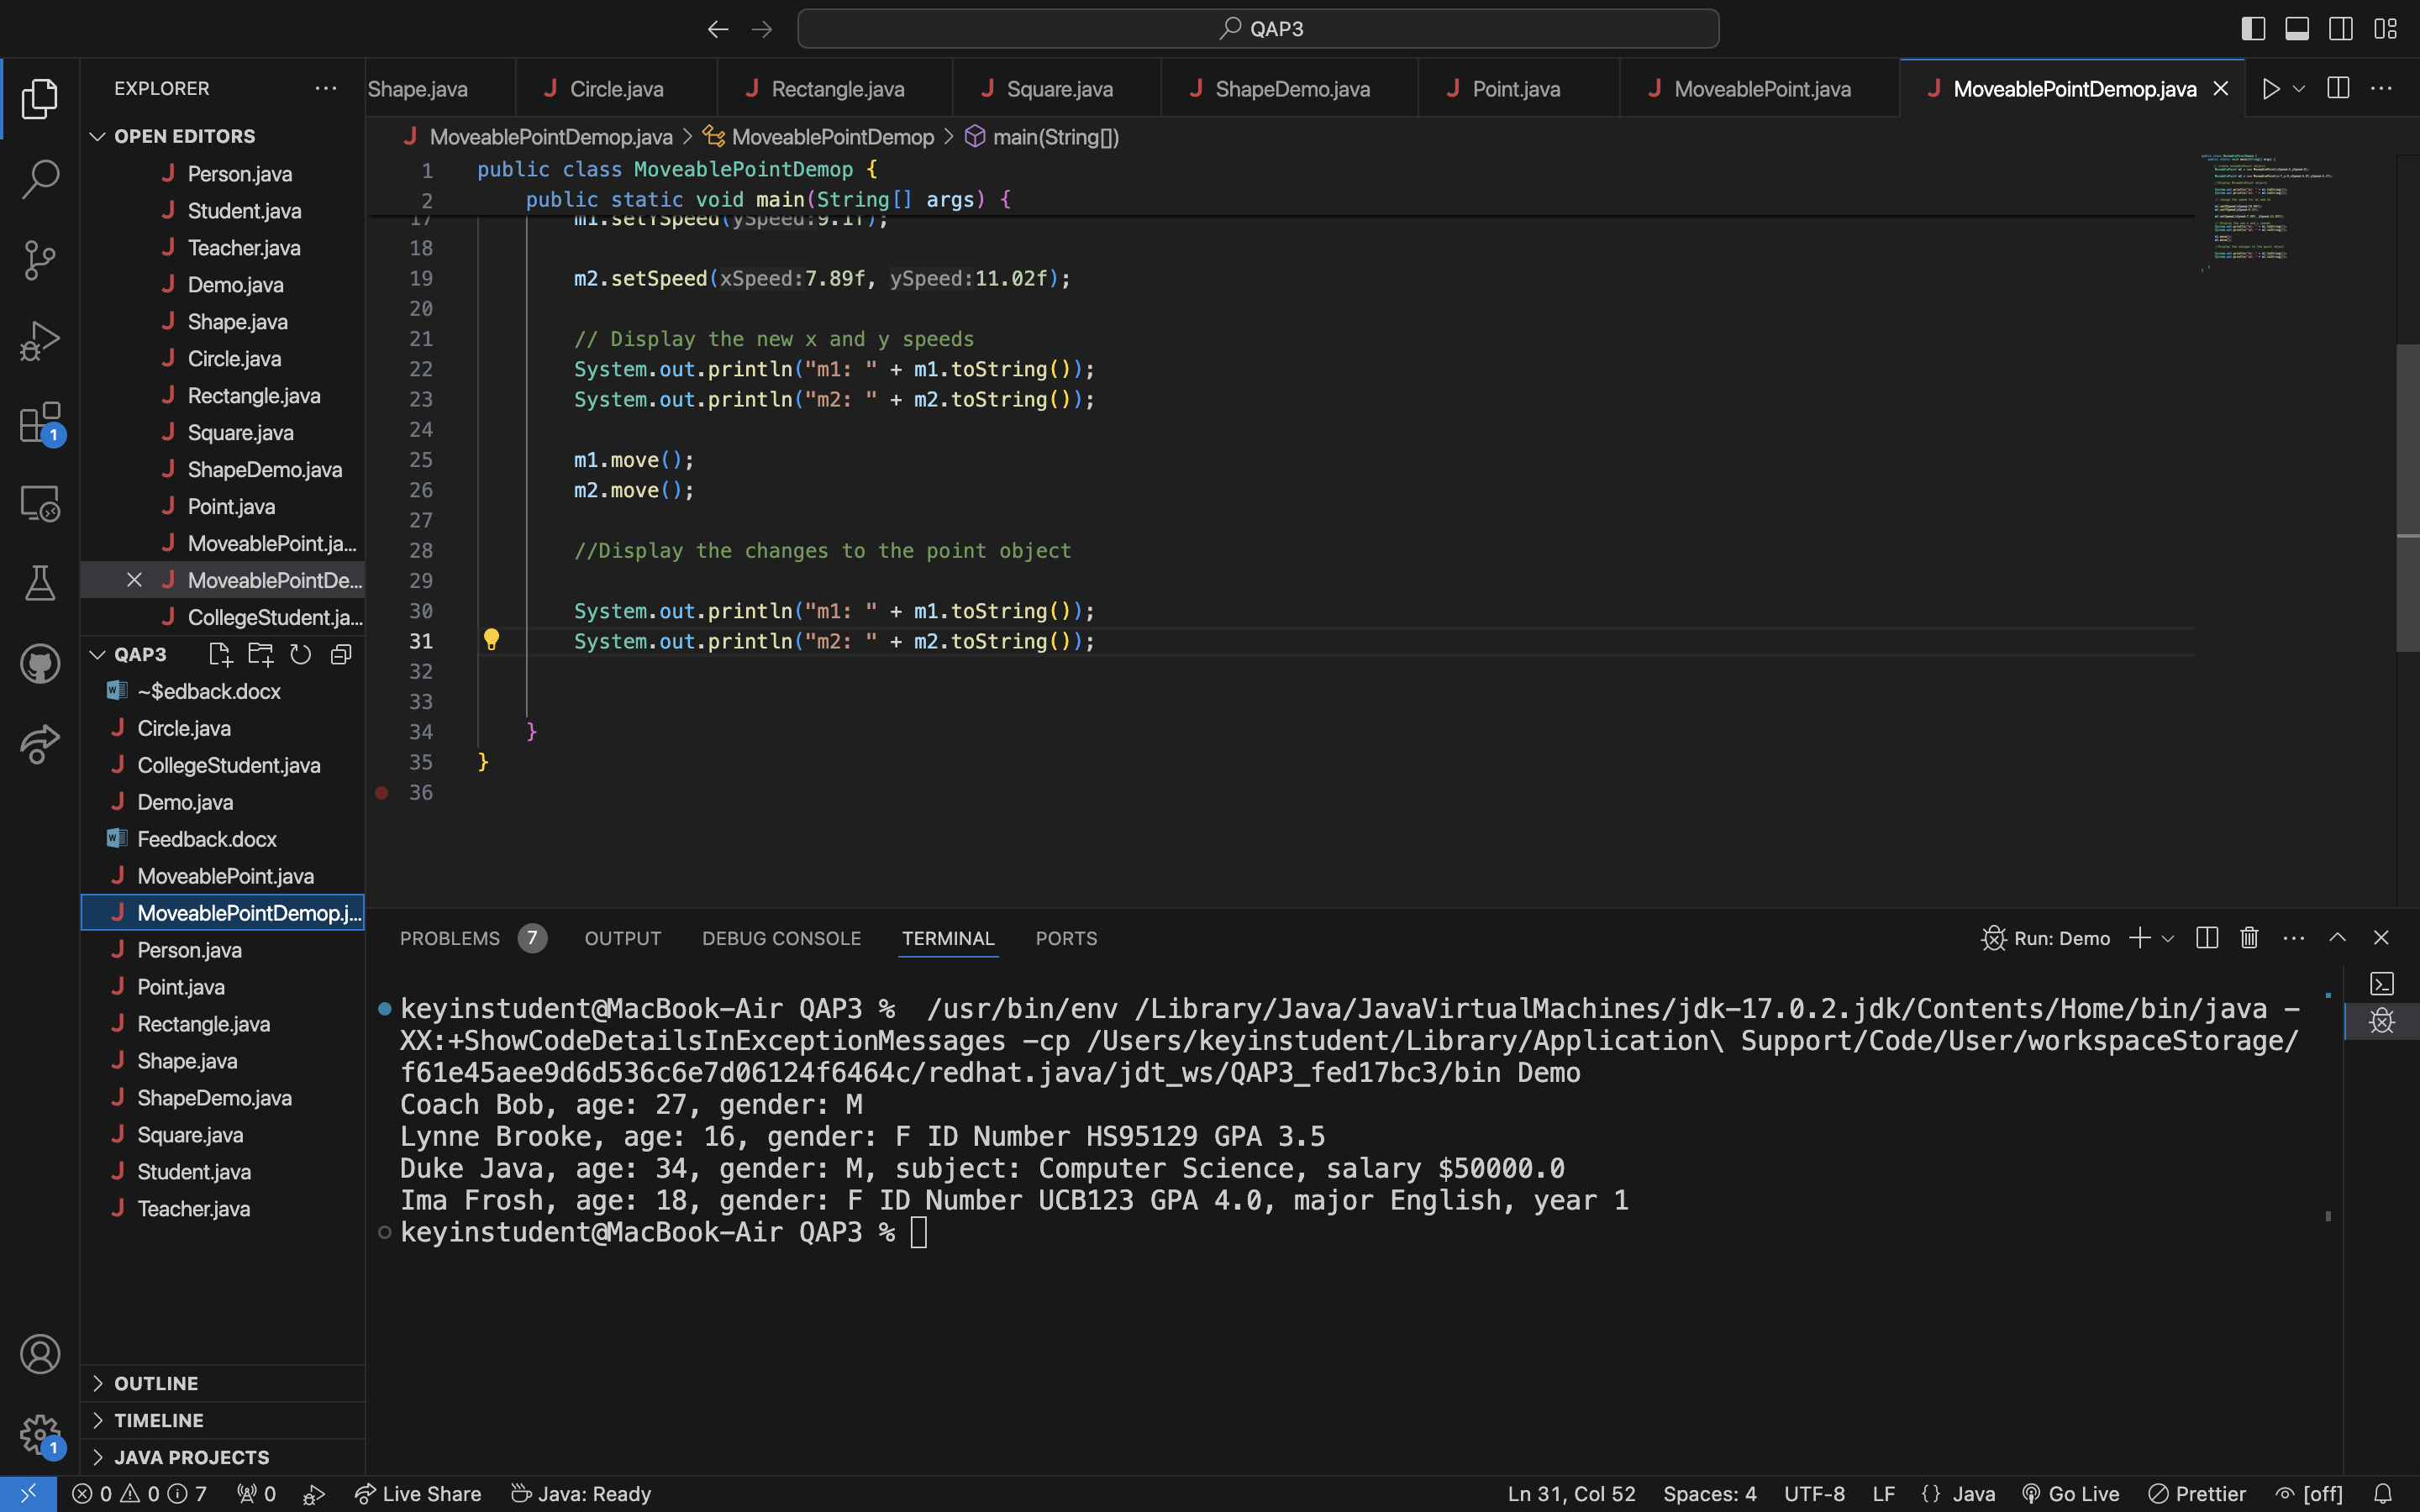 QAP3
EXPLORER
OPEN EDITORS
Person.java
Student.java
Teacher.java
Demo.java
Shape.java
Circle.java
Rectangle.java
Square.java
ShapeDemo.java
Point.java
MoveablePoint.ja...
MoveablePointDe...
CollegeStudent.ja...
QAP3
~$edback.docx
Circle.java
CollegeStudent.java
Demo.java
Feedback.docx
MoveablePoint.java
MoveablePointDemop.j...
Person.java
Point.java
Rectangle.java
Shape.java
ShapeDemo.java
Square.java
Student.java
Teacher.java
OUTLINE
TIMELINE
JAVA PROJECTS
1
1
Shape.java Circle.java Rectangle.java Square.java ShapeDemo.java Point.java MoveablePoint.java MoveablePointDemop.java
MoveablePointDemop.java > MoveablePointDemop > main(String[])
1 public class MoveablePointDemop {
2 public static void main(String[] args) {
17 m1.setYSpeed(ySpeed:9.1f);
18
19 m2.setSpeed(xSpeed:7.89f, ySpeed:11.02f);
20
21 // Display the new x and y speeds
22 System.out.println("m1: " + m1.toString());
23 System.out.println("m2: " + m2.toString());
24
25 m1.move();
26 m2.move();
27
28 //Display the changes to the point object
29
30 System.out.println("m1: " + m1.toString());
31 System.out.println("m2: " + m2.toString());
32
33
34 }
35 }
36
PROBLEMS 7 OUTPUT DEBUG CONSOLE TERMINAL PORTS Run: Demo
keyinstudent@MacBook-Air QAP3 %  /usr/bin/env /Library/Java/JavaVirtualMachines/jdk-17.0.2.jdk/Contents/Home/bin/java -
XX:+ShowCodeDetailsInExceptionMessages -cp /Users/keyinstudent/Library/Application\ Support/Code/User/workspaceStorage/
f61e45aee9d6d536c6e7d06124f6464c/redhat.java/jdt_ws/QAP3_fed17bc3/bin Demo
Coach Bob, age: 27, gender: M
Lynne Brooke, age: 16, gender: F ID Number HS95129 GPA 3.5
Duke Java, age: 34, gender: M, subject: Computer Science, salary $50000.0
Ima Frosh, age: 18, gender: F ID Number UCB123 GPA 4.0, major English, year 1
keyinstudent@MacBook-Air QAP3 %
0 0 7 0 Live Share Java: Ready Ln 31, Col 52 Spaces: 4 UTF-8 LF {} Java Go Live Prettier [off]